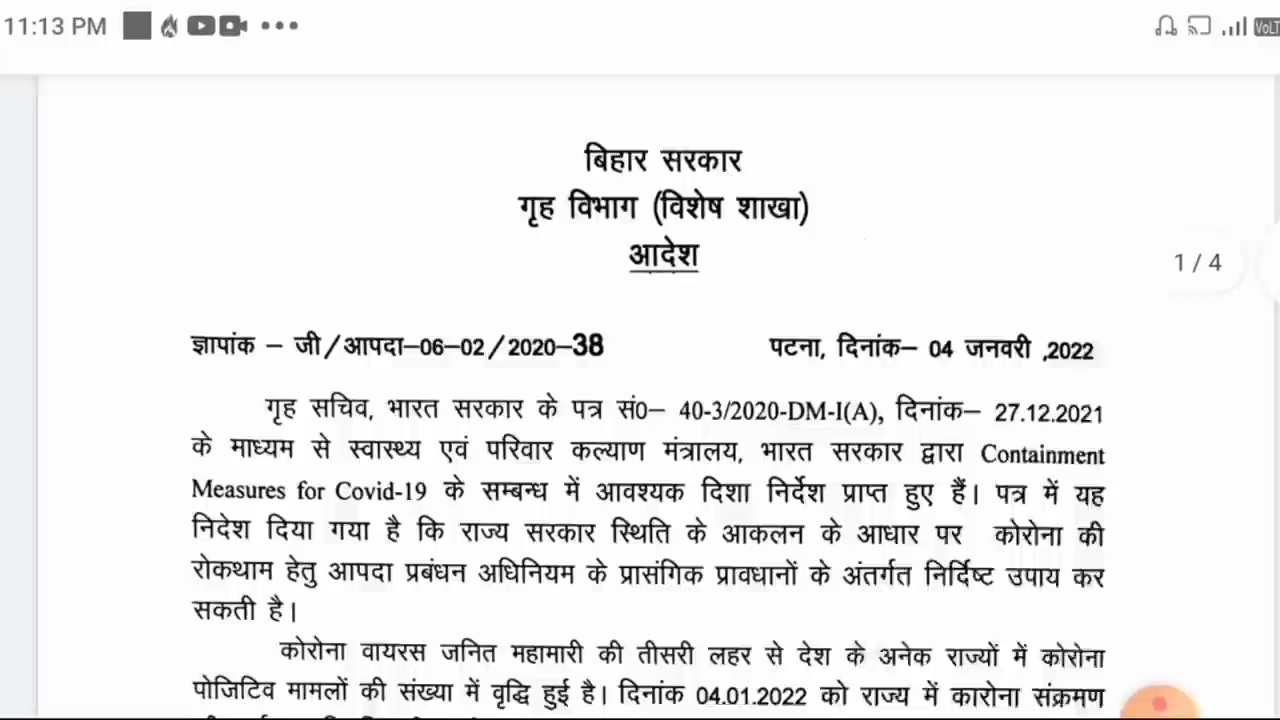 11:13 PM
VoLT
बिहार सरकार
गृह विभाग (विशेष शाखा)
आदेश
1 / 4
ज्ञापांक – जी/आपदा–06–02/2020–38 पटना, दिनांक– 04 जनवरी ,2022
गृह सचिव, भारत सरकार के पत्र सं0– 40-3/2020-DM-I(A), दिनांक– 27.12.2021
के माध्यम से स्वास्थ्य एवं परिवार कल्याण मंत्रालय, भारत सरकार द्वारा Containment
Measures for Covid-19 के सम्बन्ध में आवश्यक दिशा निर्देश प्राप्त हुए हैं। पत्र में यह
निदेश दिया गया है कि राज्य सरकार स्थिति के आकलन के आधार पर कोरोना की
रोकथाम हेतु आपदा प्रबंधन अधिनियम के प्रासंगिक प्रावधानों के अंतर्गत निर्दिष्ट उपाय कर
सकती है।
कोरोना वायरस जनित महामारी की तीसरी लहर से देश के अनेक राज्यों में कोरोना
पोजिटिव मामलों की संख्या में वृद्धि हुई है। दिनांक 04.01.2022 को राज्य में कारोना संक्रमण